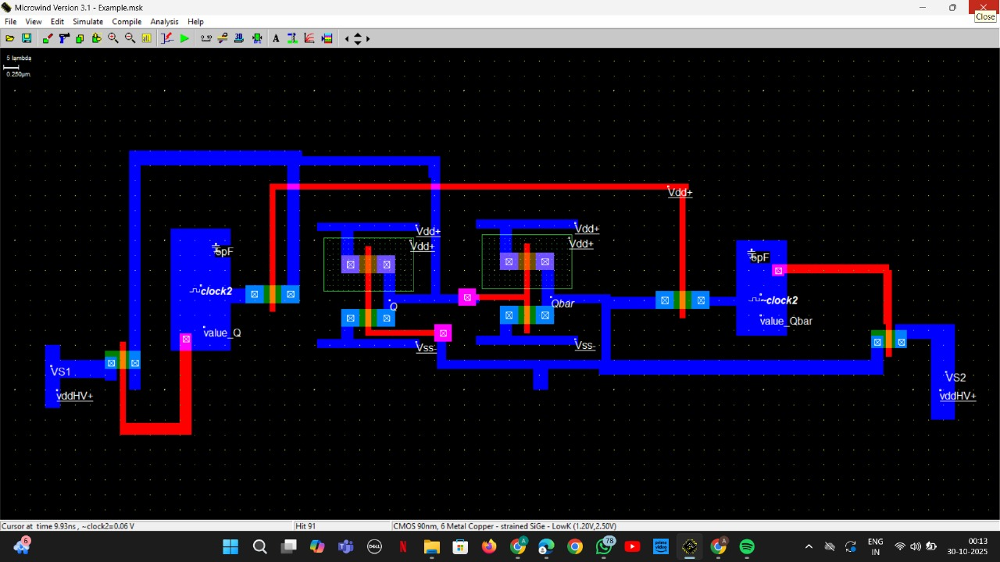 Microwind Version 3.1 - Example.msk
Close
File View Edit Simulate Compile Analysis Help
5 lambda
0.250µm.
Vdd+
Vdd+ Vdd+
Vdd+ Vdd+
5pF 5pF
clock2 ~clock2
Q Qbar
value_Q value_Qbar
Vss- Vss-
VS1 VS2
vddHV+ vddHV+
Cursor at time 9.93ns , ~clock2=0.06 V Hit 91 CMOS 90nm, 6 Metal Copper - strained SiGe - LowK (1.20V,2.50V)
6 DELL N prime video A 78 A ENG 00:13
IN 30-10-2025